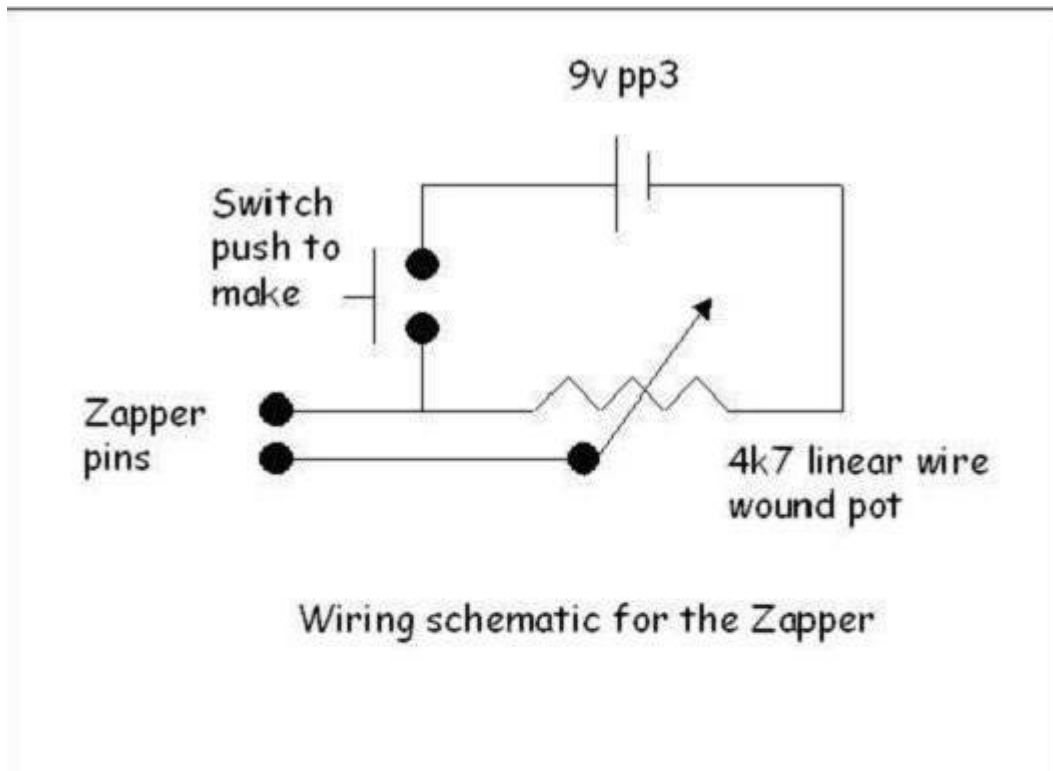 9v pp3
Switch
push to
make
Zapper
pins
4k7 linear wire
wound pot
Wiring schematic for the Zapper